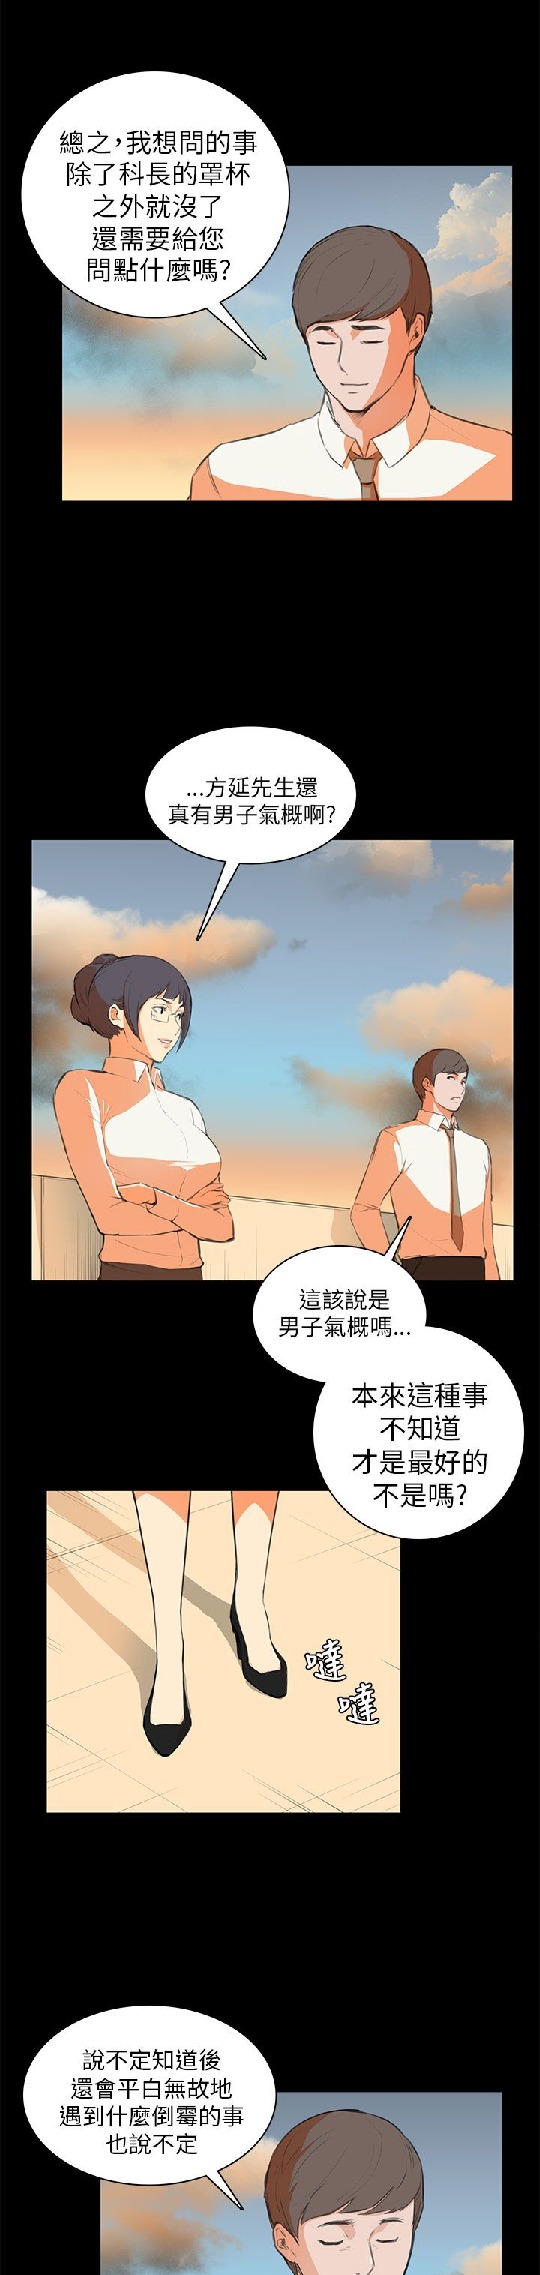 總之,我想問的事
除了科長的罩杯
之外就沒了
還需要給您
問點什麼嗎?
...方延先生還
真有男子氣概啊?
這該說是
男子氣概嗎...
本來這種事
不知道
才是最好的
不是嗎?
噠
噠
說不定知道後
還會平白無故地
遇到什麼倒霉的事
也說不定